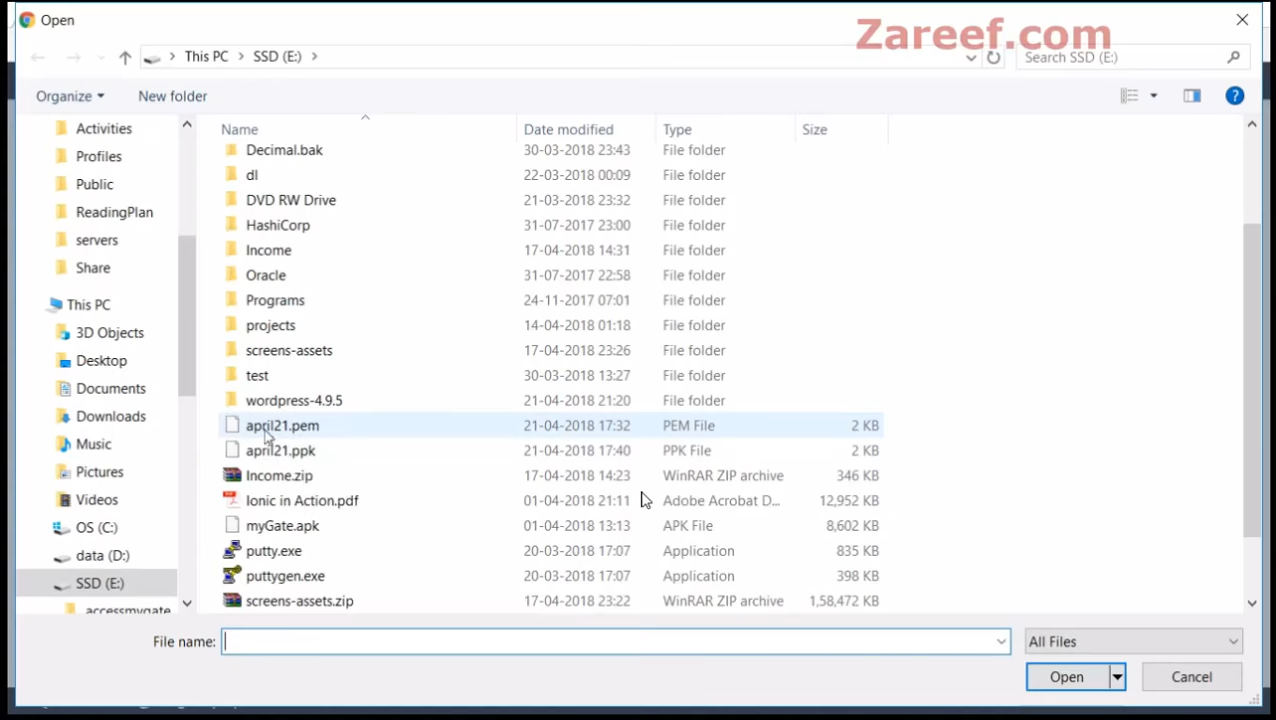 Open
Zareef.com
This PC
SSD (E:)
Search SSD (E:)
Organize
New folder
Activities
Profiles
Public
ReadingPlan
servers
Share
This PC
3D Objects
Desktop
Documents
Downloads
Music
Pictures
Videos
OS (C:)
data (D:)
SSD (E:)
accessmygate
Name Date modified Type Size
Decimal.bak 30-03-2018 23:43 File folder
dl 22-03-2018 00:09 File folder
DVD RW Drive 21-03-2018 23:32 File folder
HashiCorp 31-07-2017 23:00 File folder
Income 17-04-2018 14:31 File folder
Oracle 31-07-2017 22:58 File folder
Programs 24-11-2017 07:01 File folder
projects 14-04-2018 01:18 File folder
screens-assets 17-04-2018 23:26 File folder
test 30-03-2018 13:27 File folder
wordpress-4.9.5 21-04-2018 21:20 File folder
april21.pem 21-04-2018 17:32 PEM File 2 KB
april21.ppk 21-04-2018 17:40 PPK File 2 KB
Income.zip 17-04-2018 14:23 WinRAR ZIP archive 346 KB
Ionic in Action.pdf 01-04-2018 21:11 Adobe Acrobat D... 12,952 KB
myGate.apk 01-04-2018 13:13 APK File 8,602 KB
putty.exe 20-03-2018 17:07 Application 835 KB
puttygen.exe 20-03-2018 17:07 Application 398 KB
screens-assets.zip 17-04-2018 23:22 WinRAR ZIP archive 1,58,472 KB
File name:
All Files
Open
Cancel